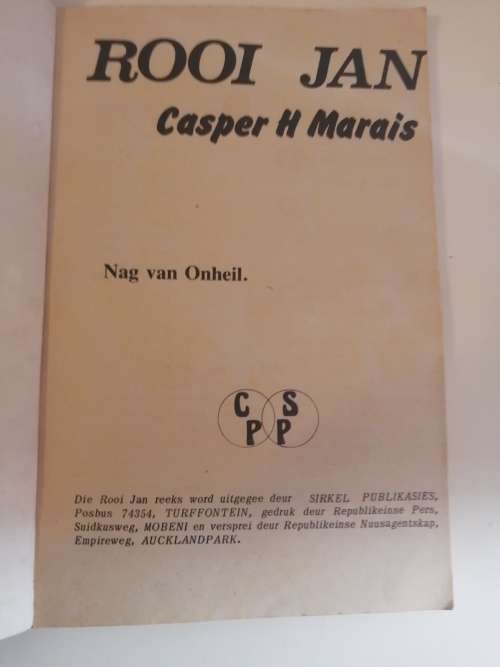 ROOI JAN
Casper H Marais
Nag van Onheil.
C S
P P
Die Rooi Jan reeks word uitgegee deur SIRKEL PUBLIKASIES,
Posbus 74354, TURFFONTEIN, gedruk deur Republikeinse Pers,
Suidkusweg, MOBENI en versprei deur Republikeinse Nuusagentskap,
Empireweg, AUCKLANDPARK.